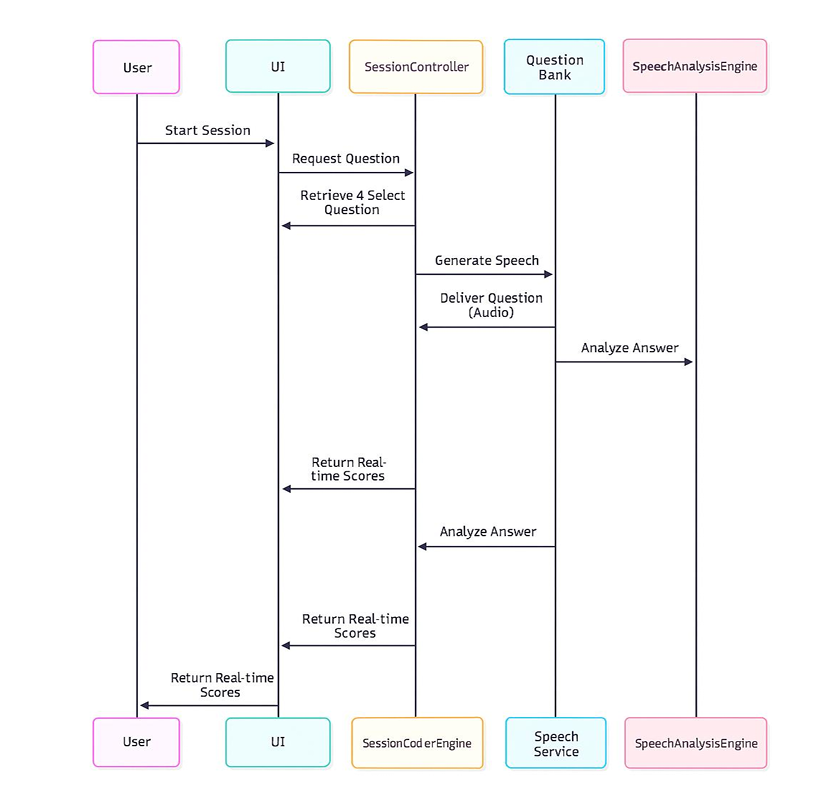 User
UI
SessionController
Question
Bank
SpeechAnalysisEngine
Start Session
Request Question
Retrieve 4 Select
Question
Generate Speech
Deliver Question
(Audio)
Analyze Answer
Return Real-
time Scores
Analyze Answer
Return Real-time
Scores
Return Real-time
Scores
User
UI
SessionCoderEngine
Speech
Service
SpeechAnalysisEngine